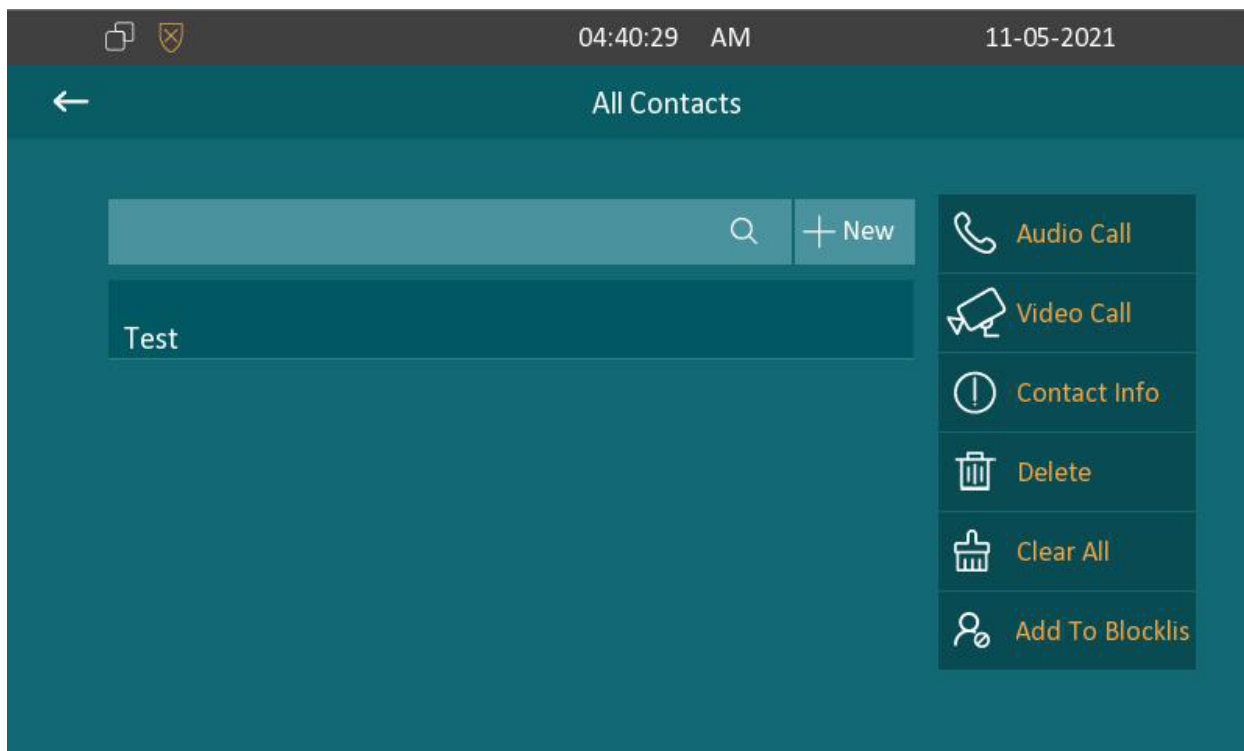 04:40:29 AM 11-05-2021
All Contacts
New
Audio Call
Video Call
Test
Contact Info
Delete
Clear All
Add To Blocklis